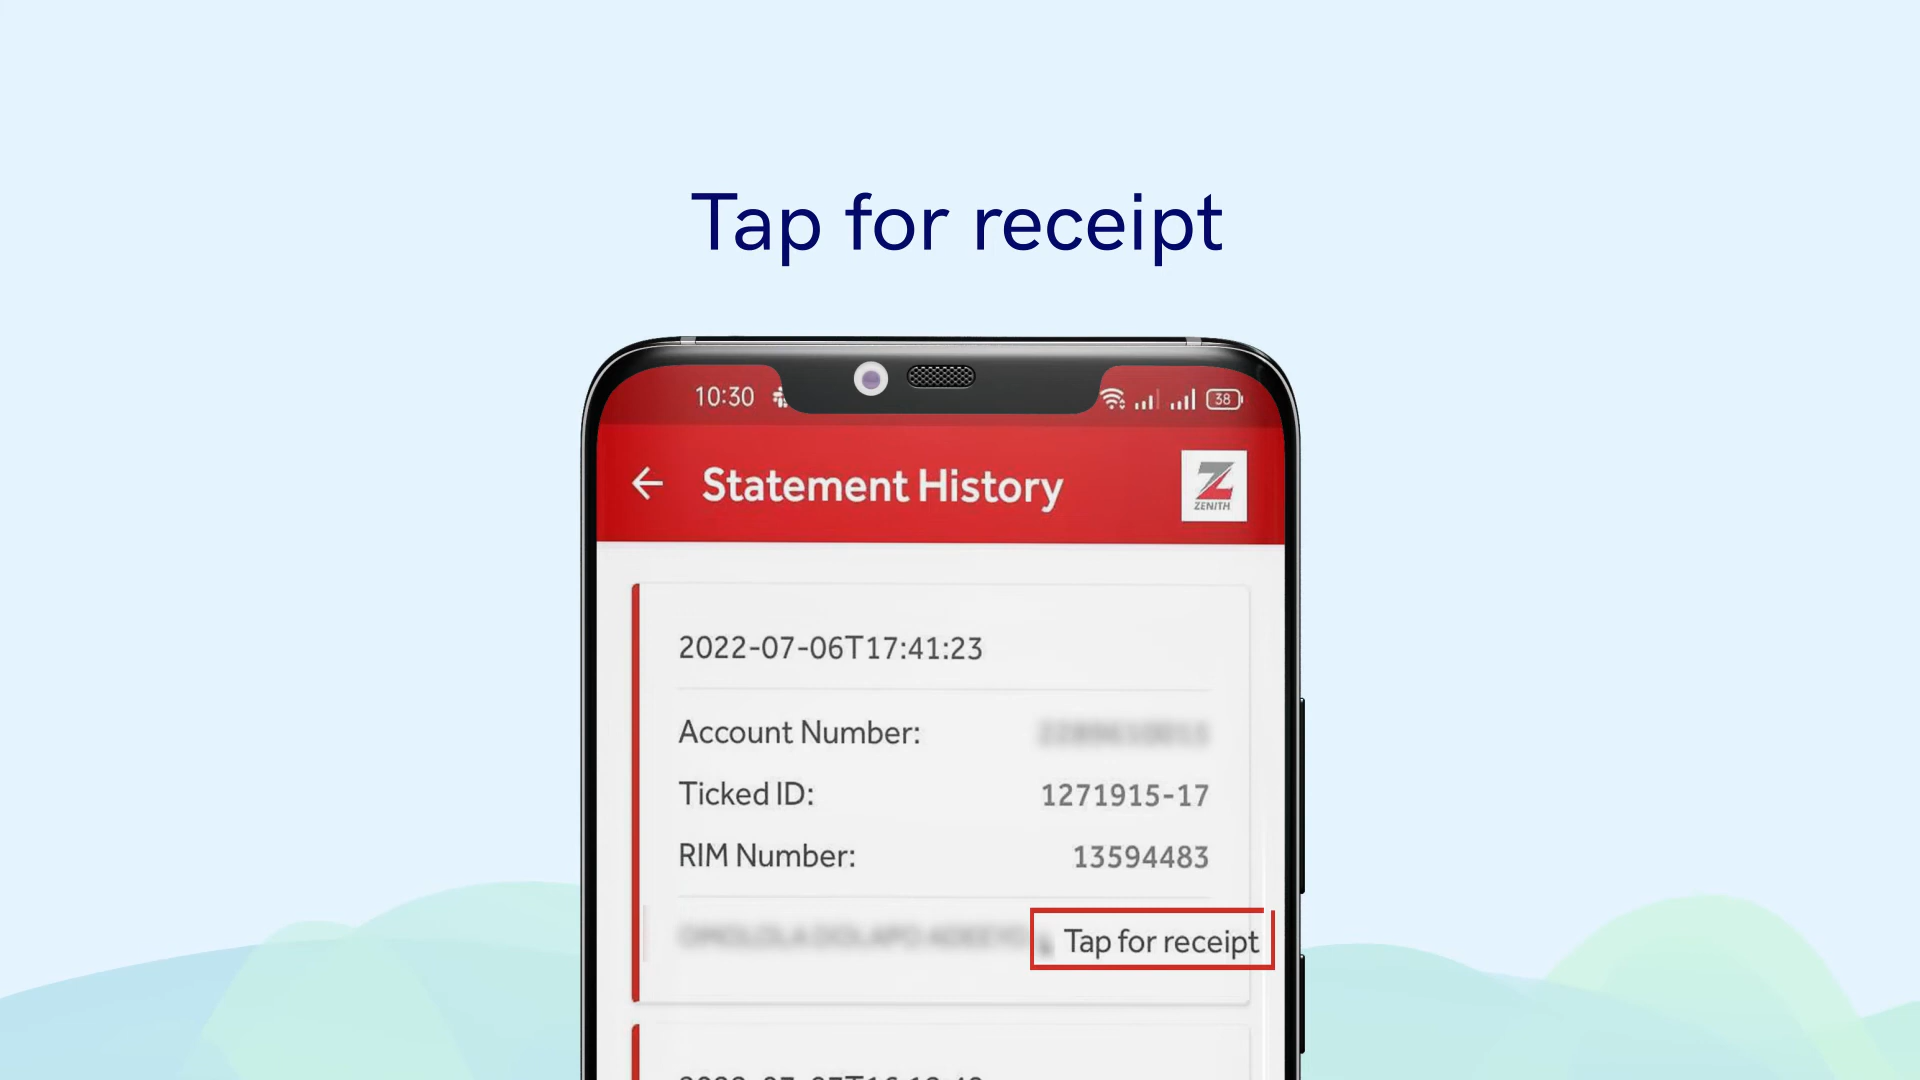 Tap for receipt
10:30
38
Statement History
ZENITH
2022-07-06T17:41:23
Account Number:
Ticked ID: 1271915-17
RIM Number: 13594483
Tap for receipt